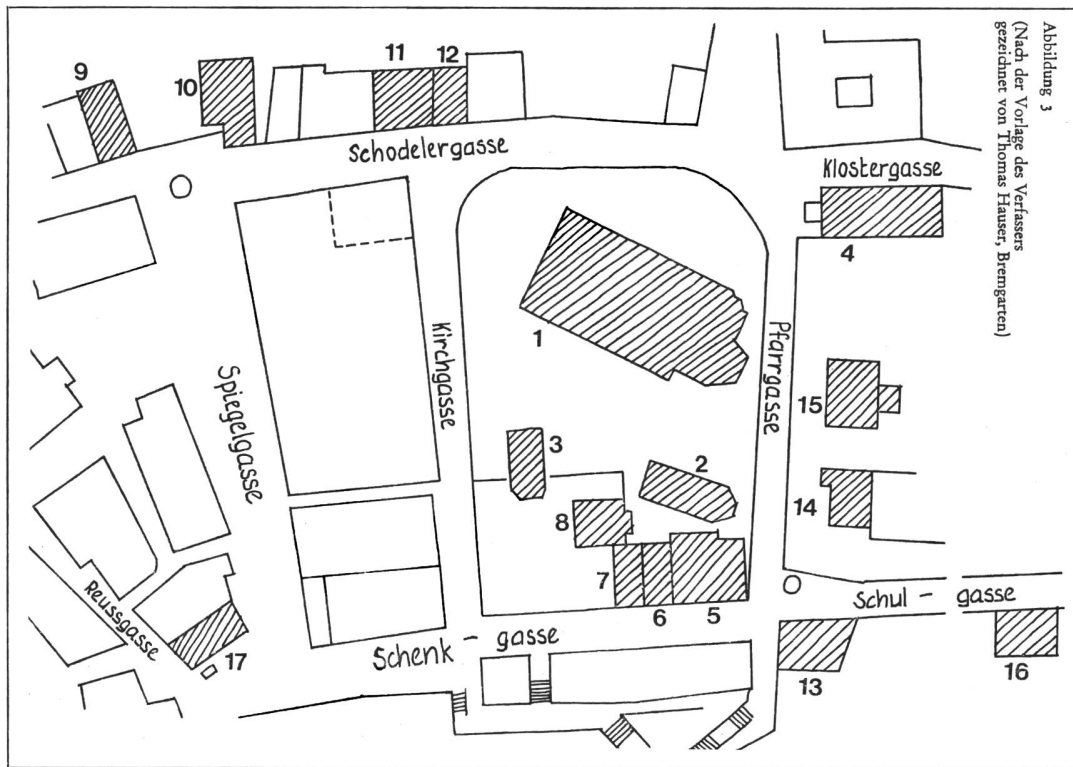 Abbildung 3
(Nach der Vorlage des Verfassers
gezeichnet von Thomas Hauser, Bremgarten)
9
10
11
12
Schodelergasse
Klostergasse
4
1
Kirchgasse
Pfarrgasse
Spiegelgasse
15
3
2
14
8
7
6
5
Schul - gasse
Reussgasse
17
Schenk - gasse
13
16